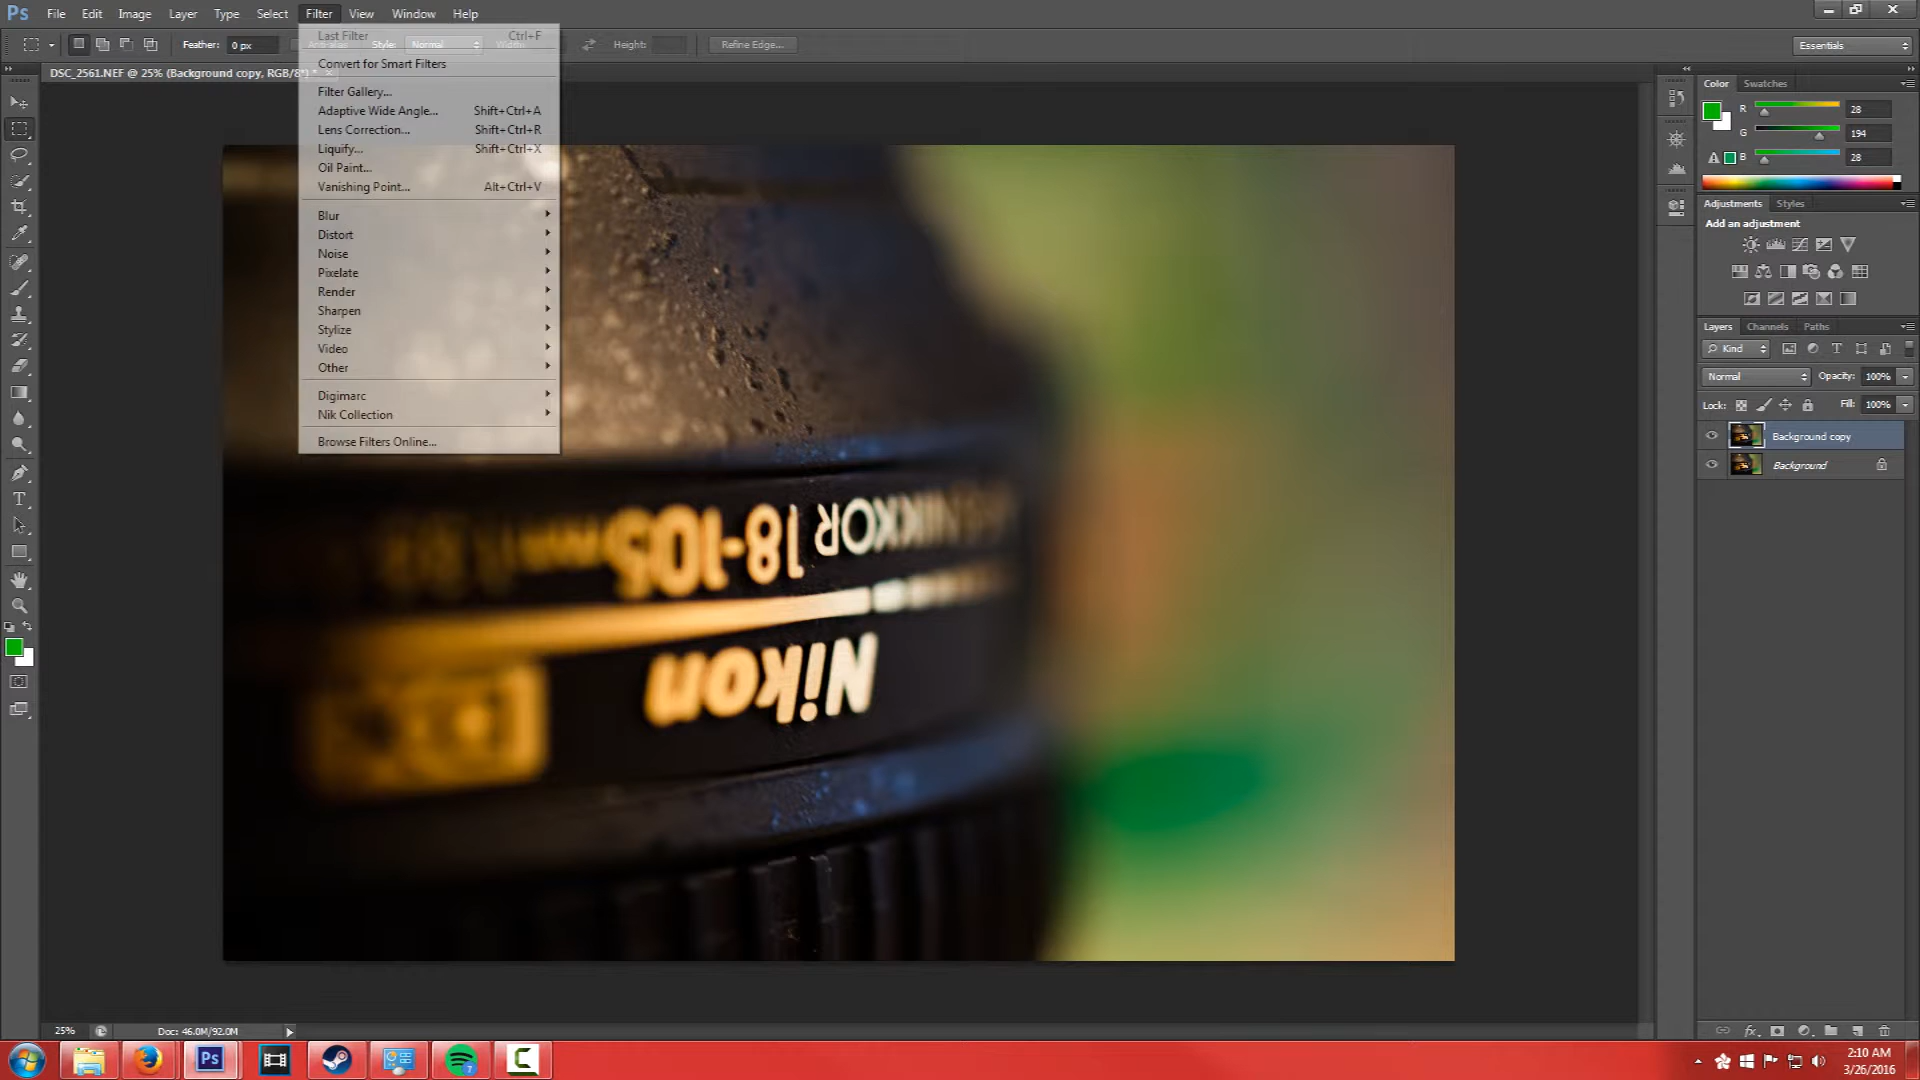 Ps File Edit Image Layer Type Select Filter View Window Help
Feather: 0 px Anti-alias Style: Normal Width: Height: Refine Edge... Essentials
DSC_2561.NEF @ 25% (Background copy, RGB/8*) * ×
Last Filter Ctrl+F
Convert for Smart Filters
Filter Gallery...
Adaptive Wide Angle... Shift+Ctrl+A
Lens Correction... Shift+Ctrl+R
Liquify... Shift+Ctrl+X
Oil Paint...
Vanishing Point... Alt+Ctrl+V
Blur
Distort
Noise
Pixelate
Render
Sharpen
Stylize
Video
Other
Digimarc
Nik Collection
Browse Filters Online...
NIKKOR 18-105
Nikon
Color Swatches
R 28
G 194
B 28
Adjustments Styles
Add an adjustment
Layers Channels Paths
Kind
Normal Opacity: 100%
Lock: Fill: 100%
Background copy
Background
25% Doc: 46.0M/92.0M
Ps
7
C
2:10 AM
3/26/2016